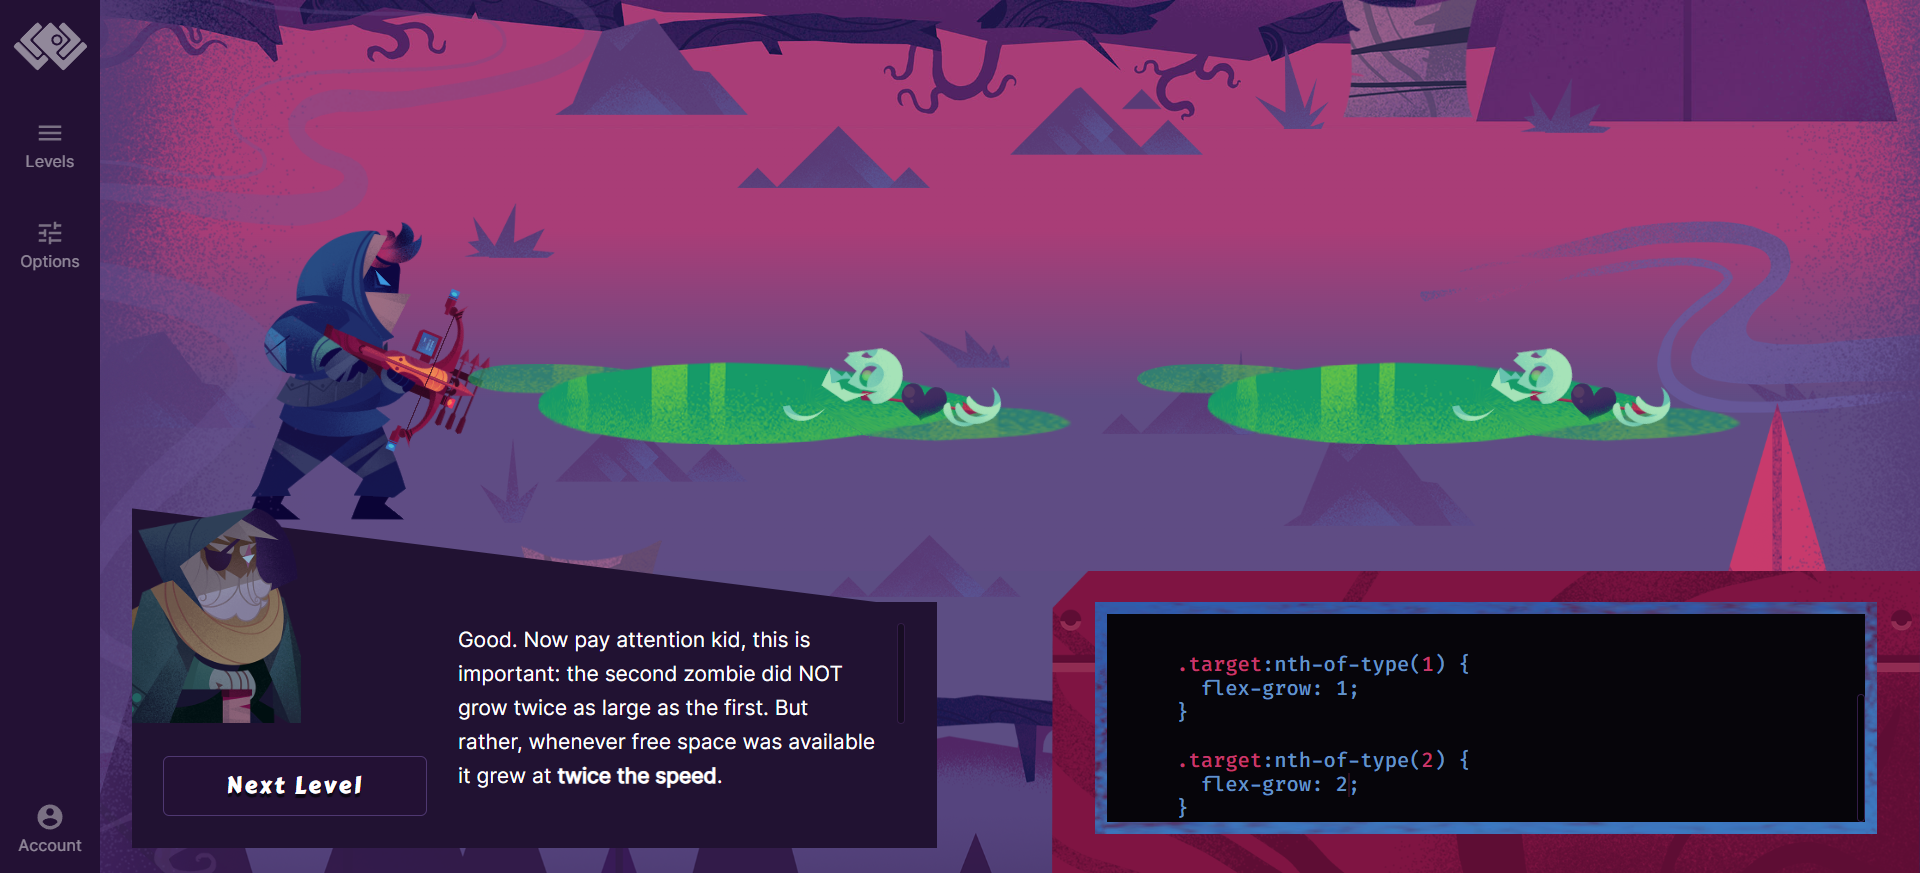 Levels
Options
Good. Now pay attention kid, this is
important: the second zombie did NOT
grow twice as large as the first. But
rather, whenever free space was available
it grew at twice the speed.
Next Level
.target:nth-of-type(1) {
  flex-grow: 1;
}
.target:nth-of-type(2) {
  flex-grow: 2;
}
Account